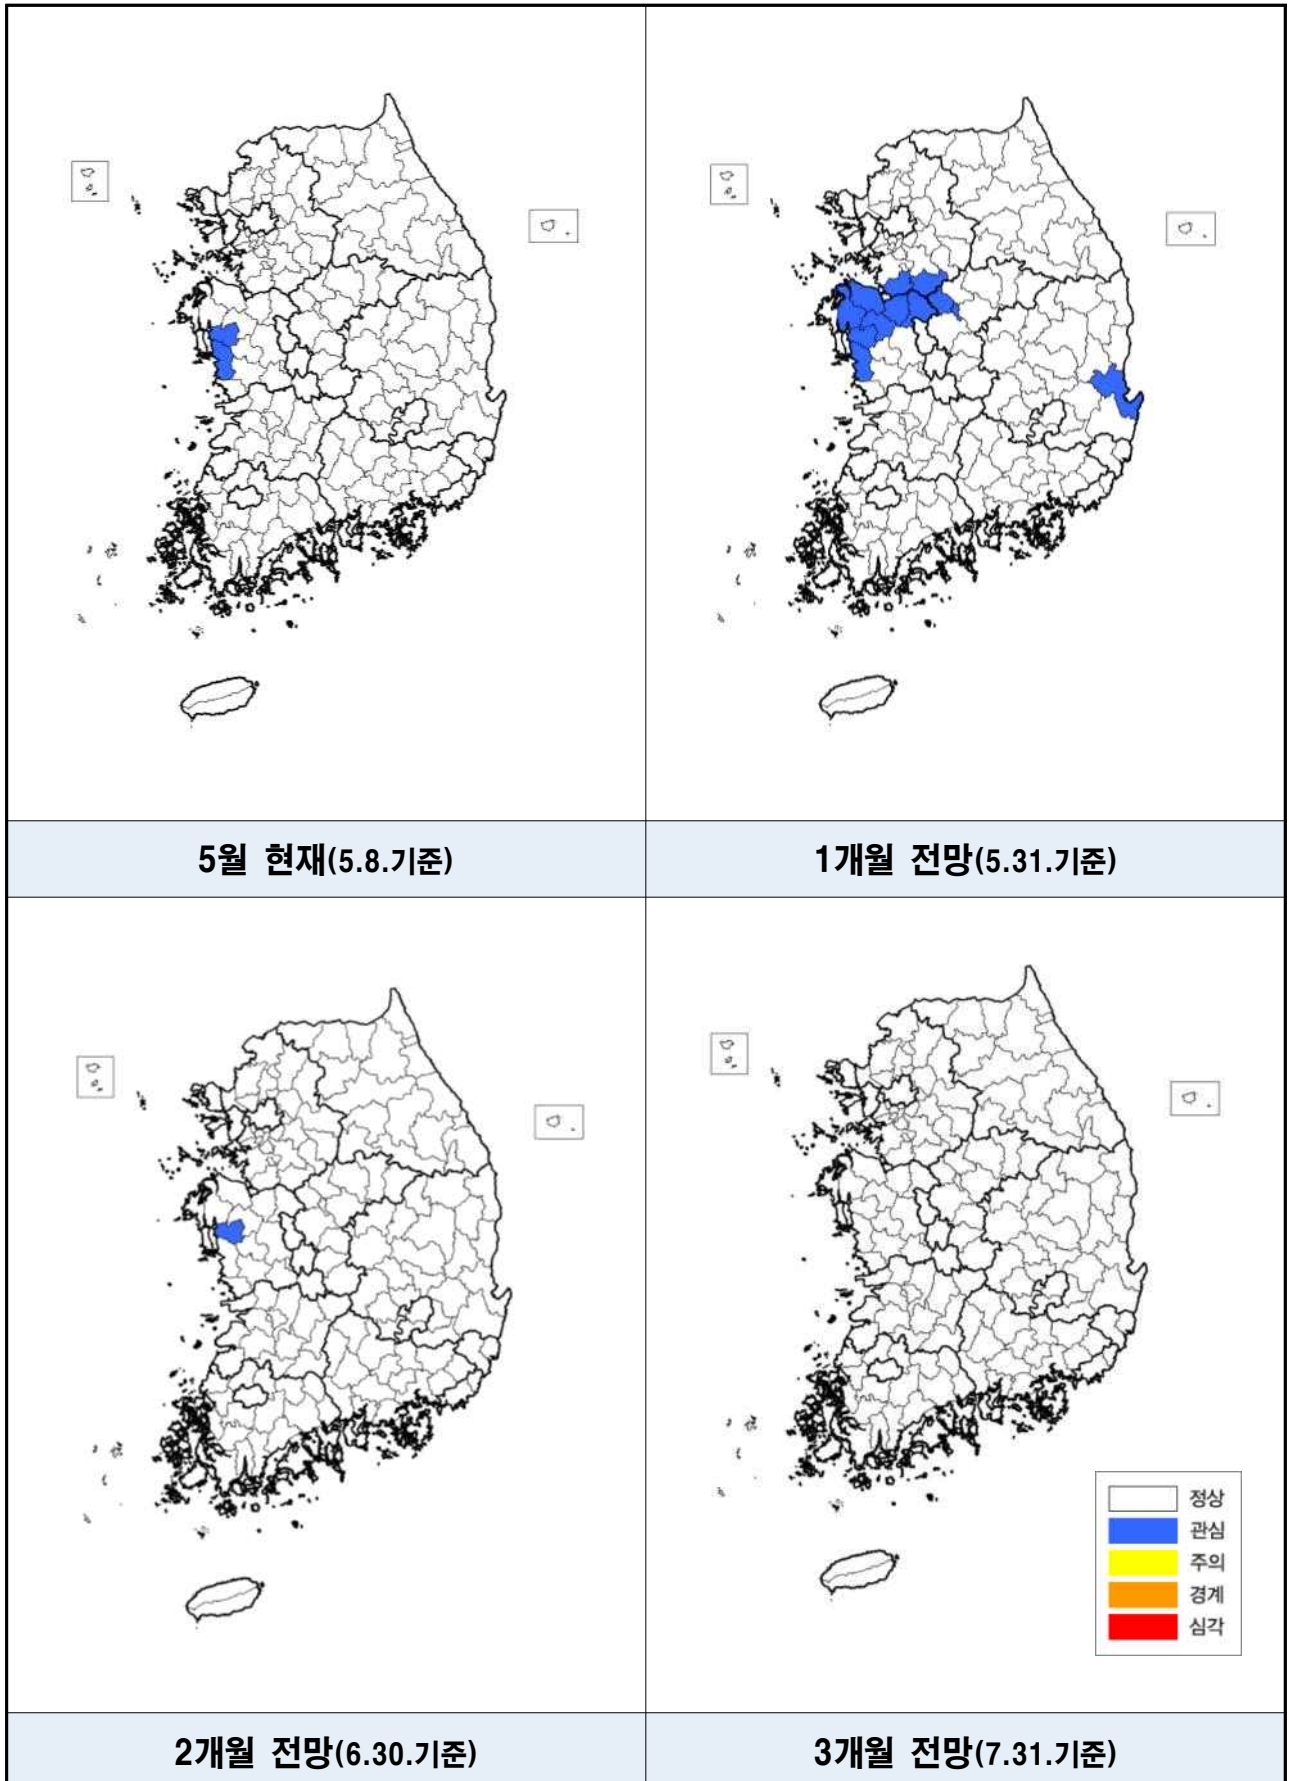 5월 현재(5.8.기준)
1개월 전망(5.31.기준)
정상
관심
주의
경계
심각
2개월 전망(6.30.기준)
3개월 전망(7.31.기준)